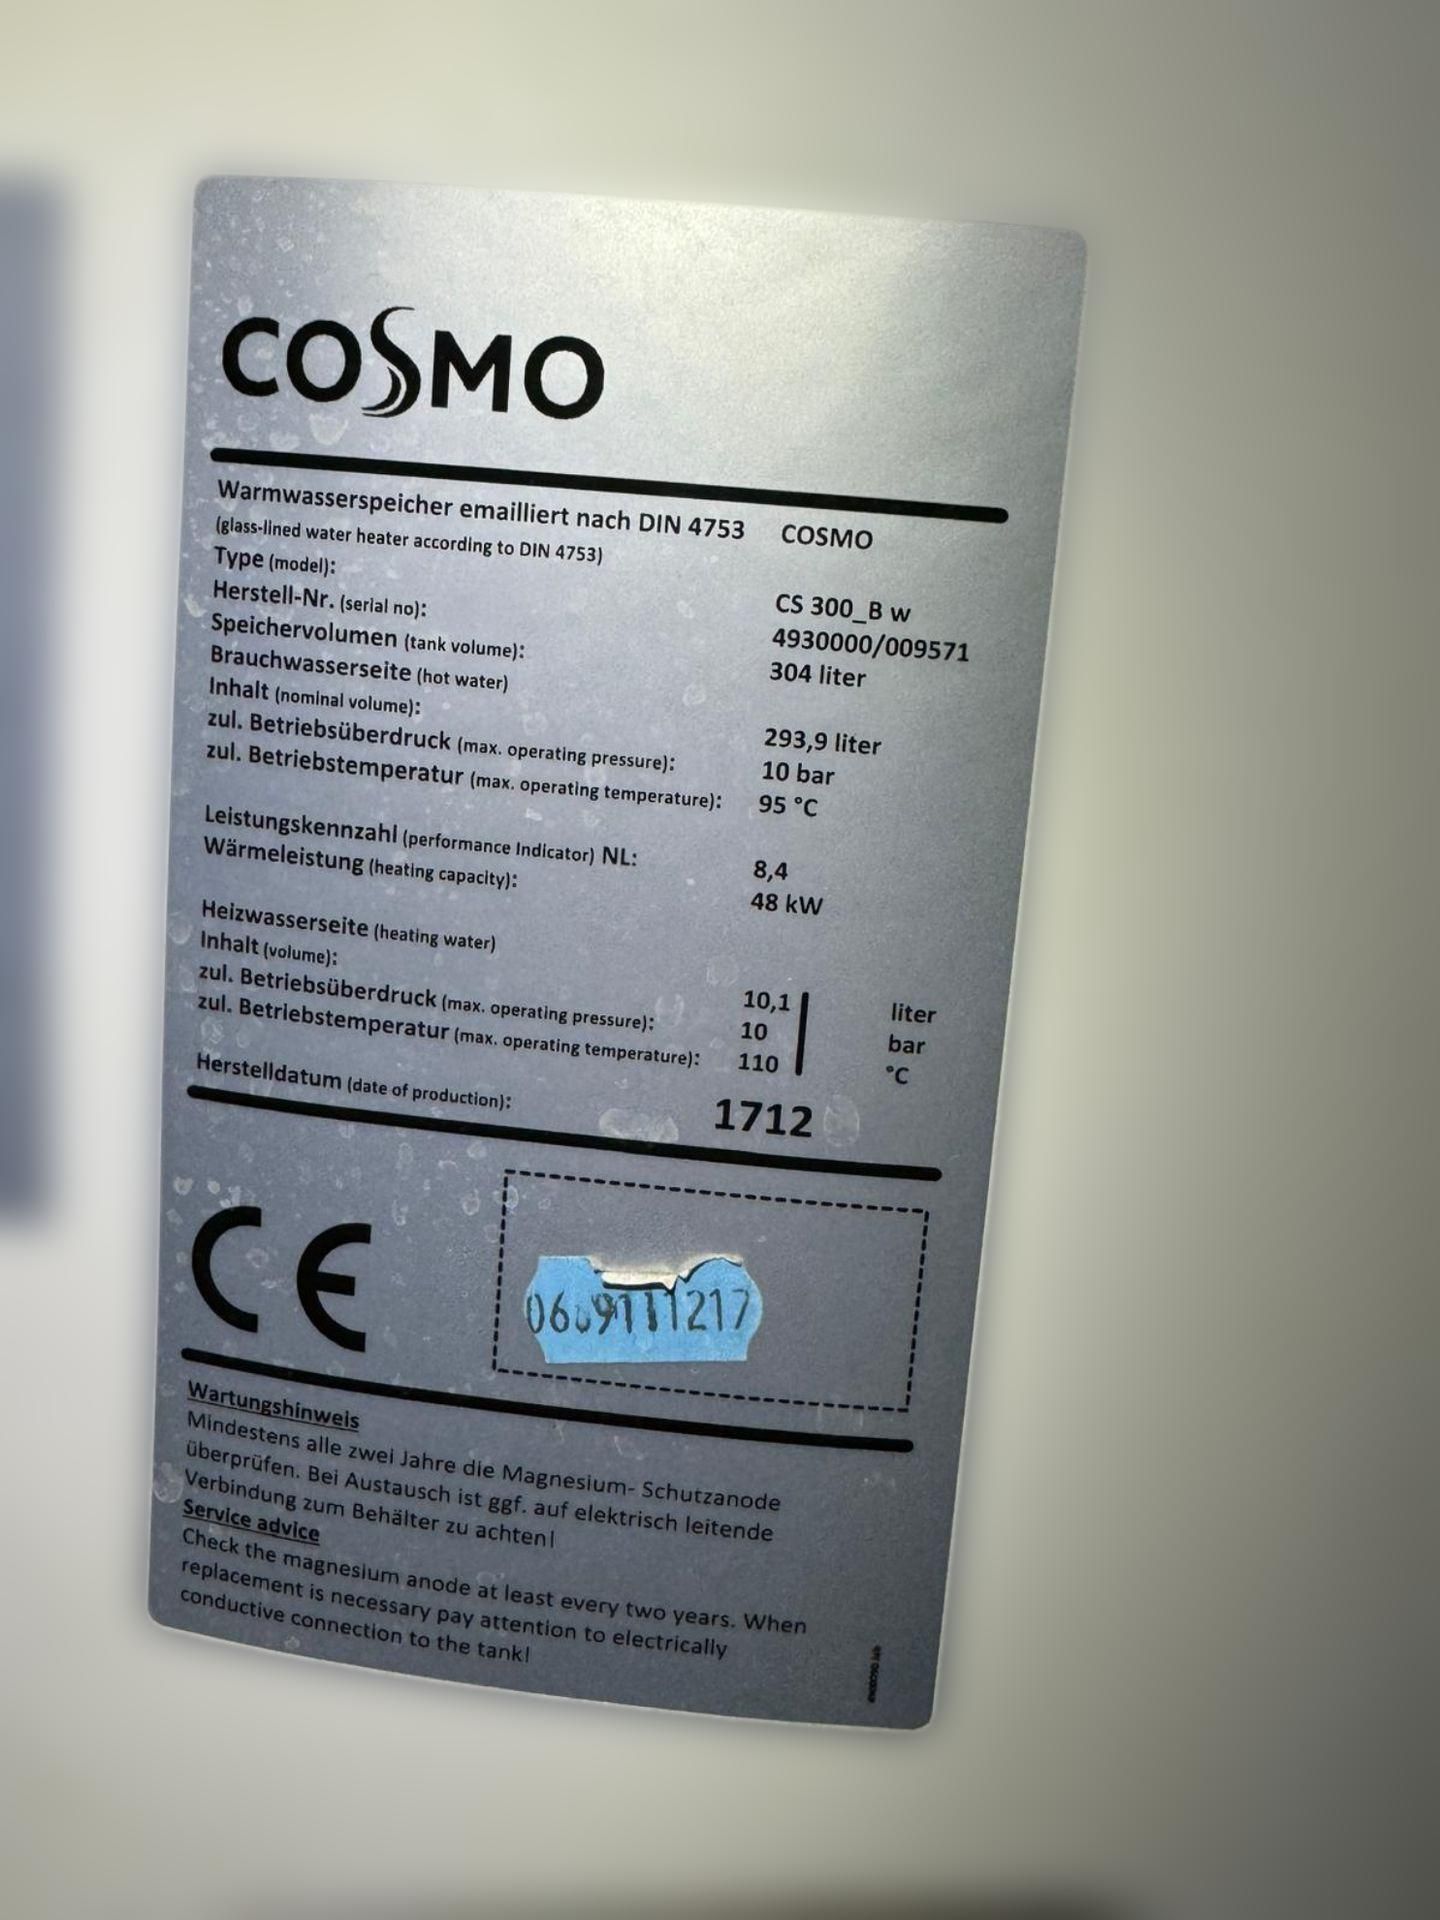 COSMO
Warmwasserspeicher emailliert nach DIN 4753 COSMO
(glass-lined water heater according to DIN 4753)
Type (model): CS 300_B w
Herstell-Nr. (serial no): 4930000/009571
Speichervolumen (tank volume): 304 liter
Brauchwasserseite (hot water)
Inhalt (nominal volume): 293,9 liter
zul. Betriebsüberdruck (max. operating pressure): 10 bar
zul. Betriebstemperatur (max. operating temperature): 95 °C
Leistungskennzahl (performance Indicator) NL: 8,4
Wärmeleistung (heating capacity): 48 kW
Heizwasserseite (heating water)
Inhalt (volume): 10,1 liter
zul. Betriebsüberdruck (max. operating pressure): 10 bar
zul. Betriebstemperatur (max. operating temperature): 110 °C
Herstelldatum (date of production): 1712
CE
Wartungshinweis
Mindestens alle zwei Jahre die Magnesium- Schutzanode
überprüfen. Bei Austausch ist ggf. auf elektrisch leitende
Verbindung zum Behälter zu achten!
Service advice
Check the magnesium anode at least every two years. When
replacement is necessary pay attention to electrically
conductive connection to the tank!